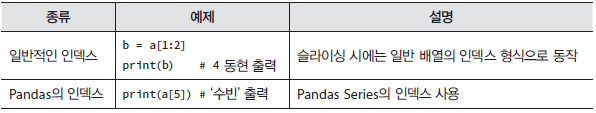 종류 예제 설명
일반적인 인덱스 b = a[1:2] 슬라이싱 시에는 일반 배열의 인덱스 형식으로 동작
print(b) # 4 동현 출력
Pandas의 인덱스 print(a[5]) # '수빈' 출력 Pandas Series의 인덱스 사용